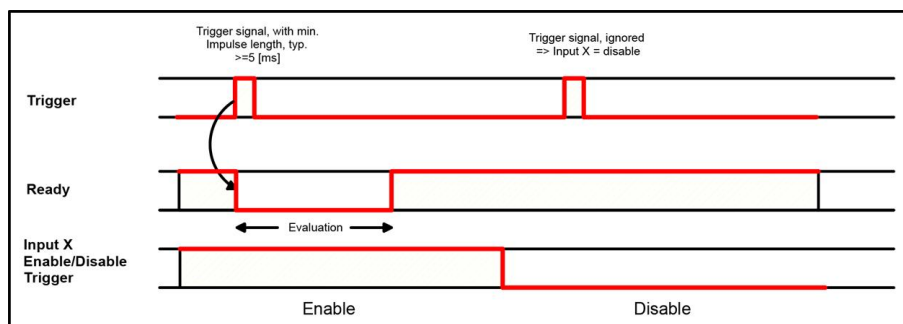 Trigger signal, with min.
Impulse length, typ.
>=5 [ms]
Trigger signal, ignored
=> Input X = disable
Trigger
Ready
Evaluation
Input X
Enable/Disable
Trigger
Enable
Disable